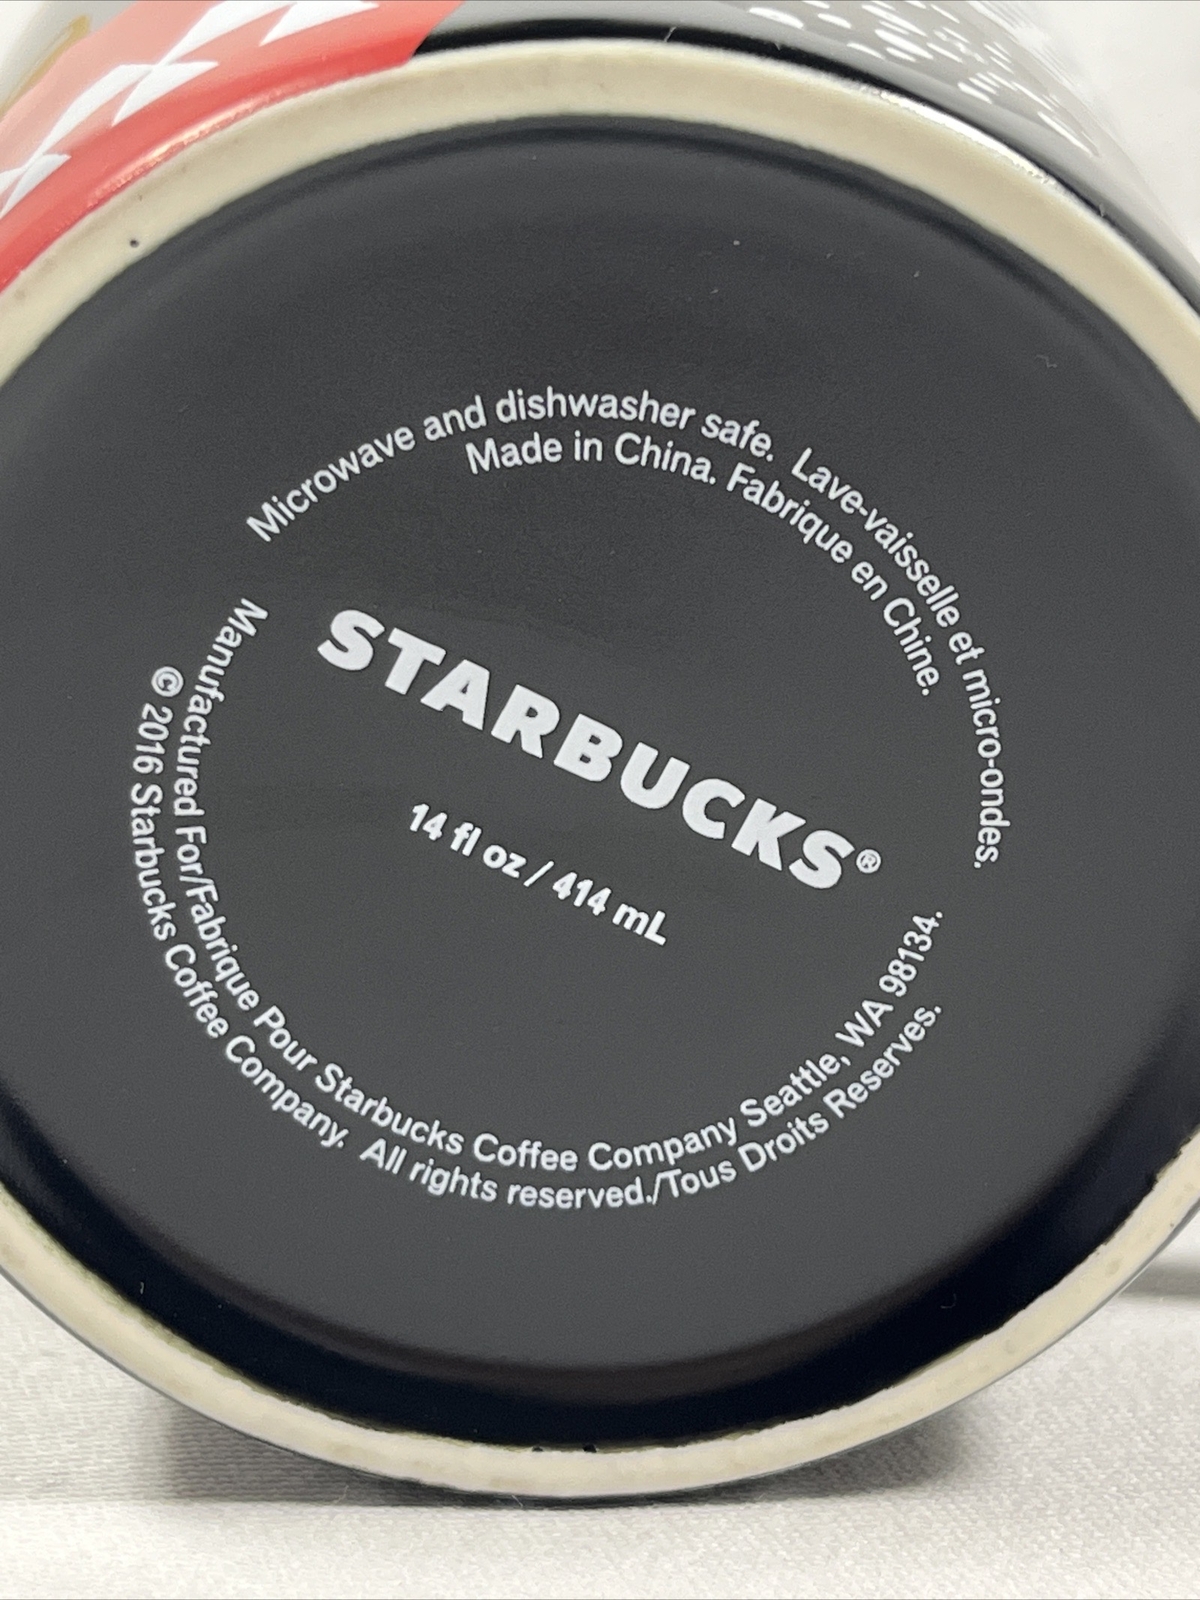 Microwave and dishwasher safe. Lave-vaisselle et micro-ondes.
Made in China. Fabrique en Chine.
STARBUCKS®
14 fl oz / 414 mL
Manufactured For/Fabrique Pour Starbucks Coffee Company Seattle, WA 98134.
© 2016 Starbucks Coffee Company. All rights reserved./Tous Droits Reserves.